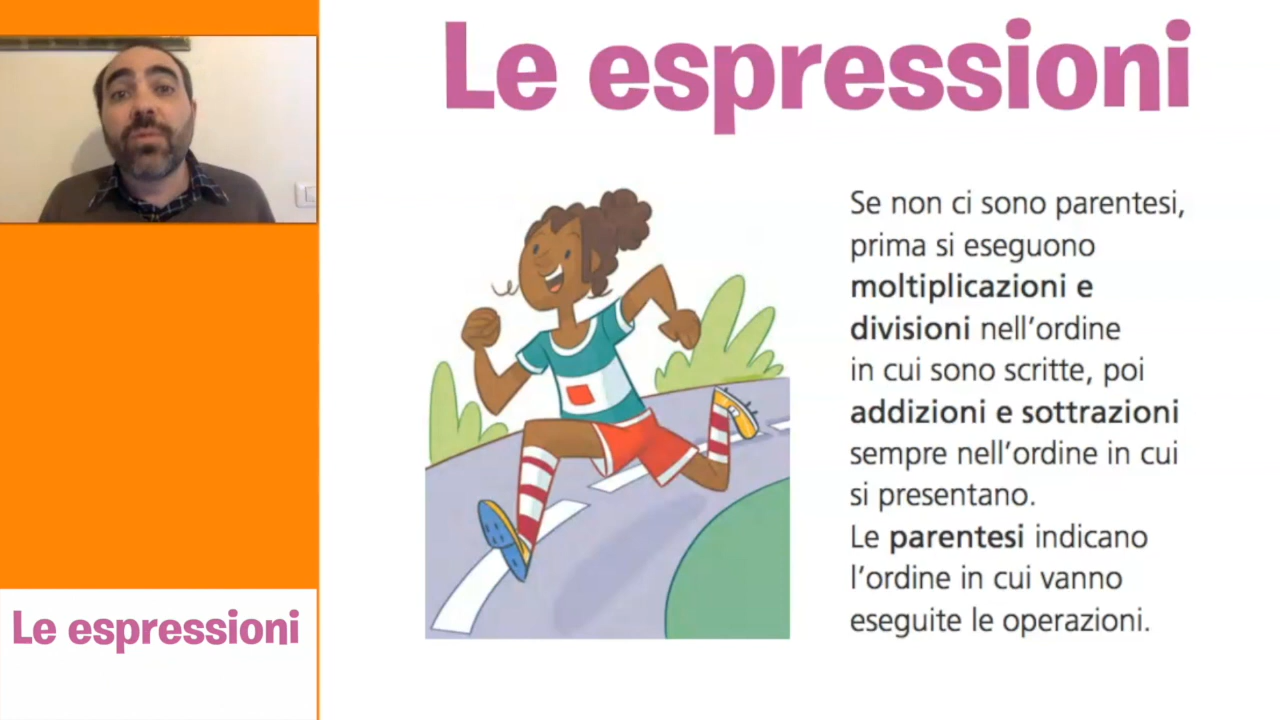 Le espressioni
Se non ci sono parentesi,
prima si eseguono
moltiplicazioni e
divisioni nell'ordine
in cui sono scritte, poi
addizioni e sottrazioni
sempre nell'ordine in cui
si presentano.
Le parentesi indicano
l'ordine in cui vanno
eseguite le operazioni.
Le espressioni